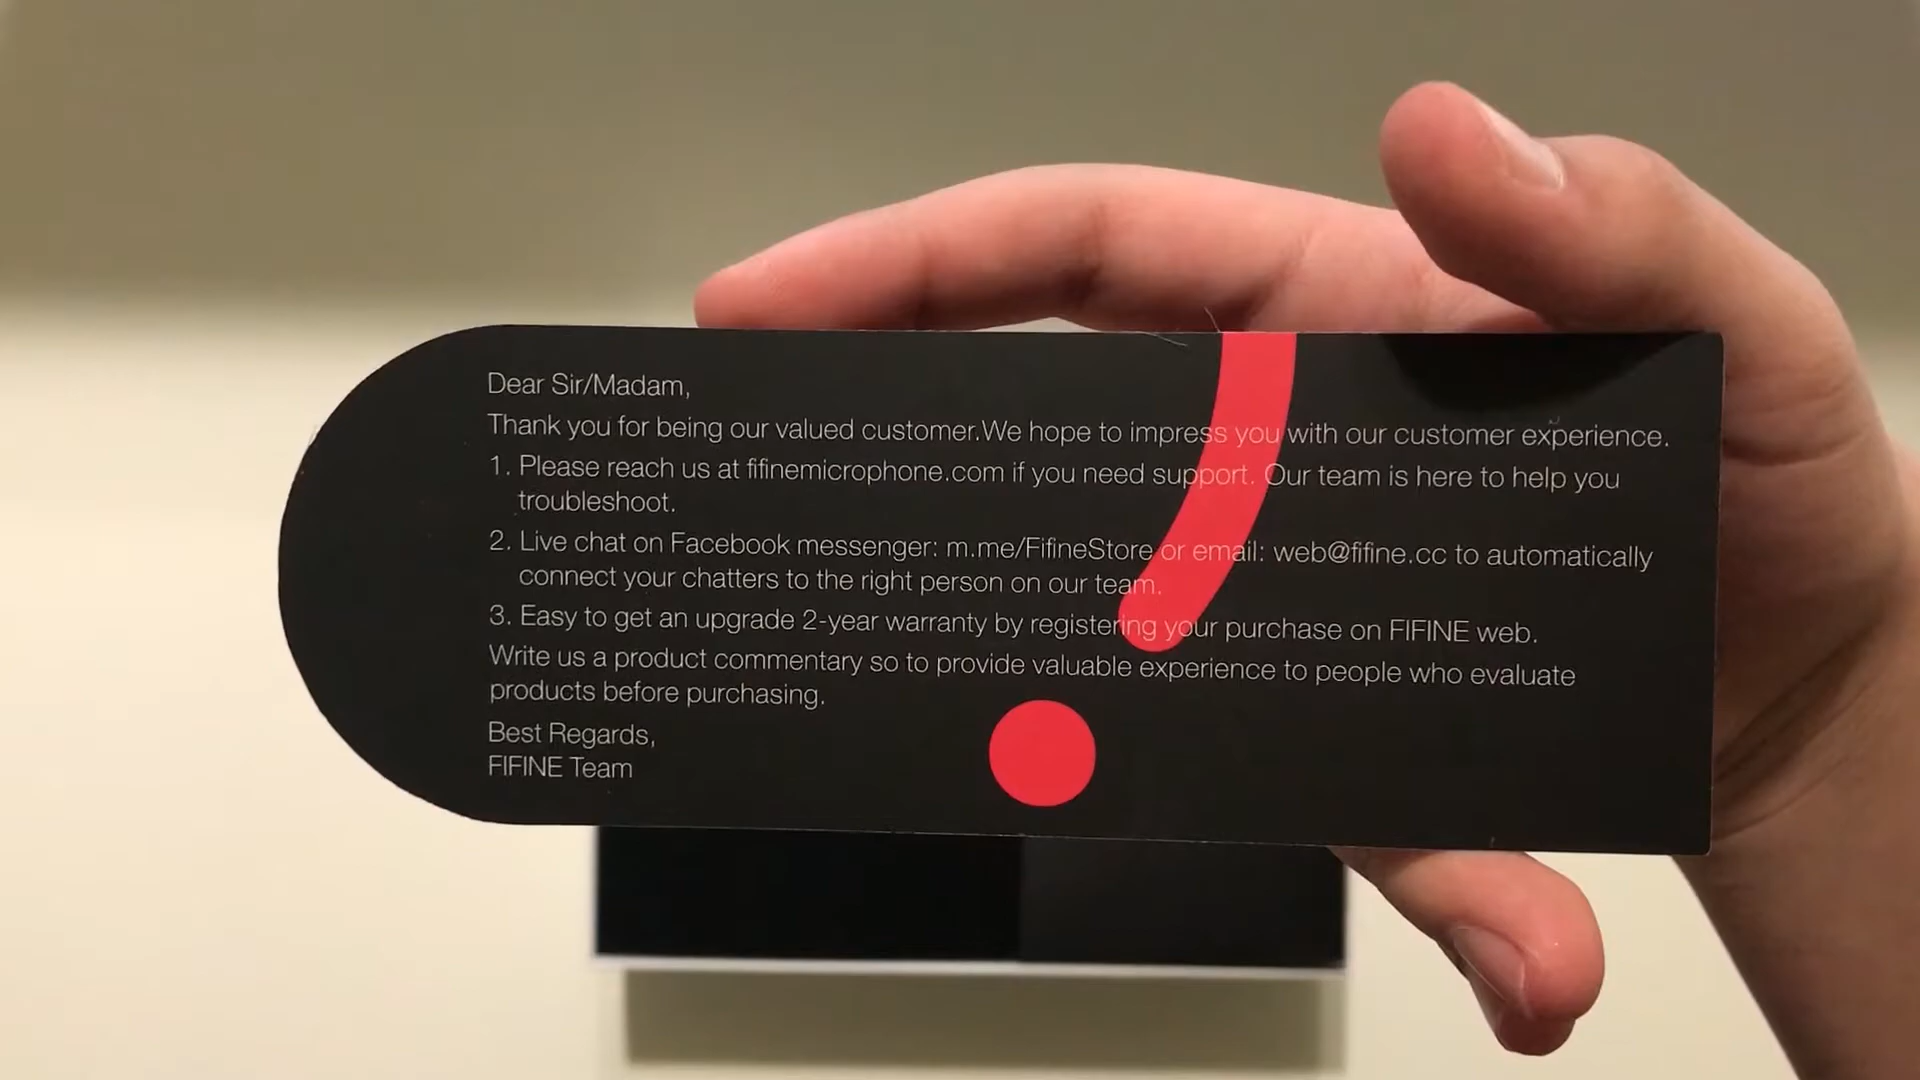 Dear Sir/Madam,
Thank you for being our valued customer.We hope to impress you with our customer experience.
1. Please reach us at fifinemicrophone.com if you need support. Our team is here to help you
troubleshoot.
2. Live chat on Facebook messenger: m.me/FifineStore or email: web@fifine.cc to automatically
connect your chatters to the right person on our team.
3. Easy to get an upgrade 2-year warranty by registering your purchase on FIFINE web.
Write us a product commentary so to provide valuable experience to people who evaluate
products before purchasing.
Best Regards,
FIFINE Team